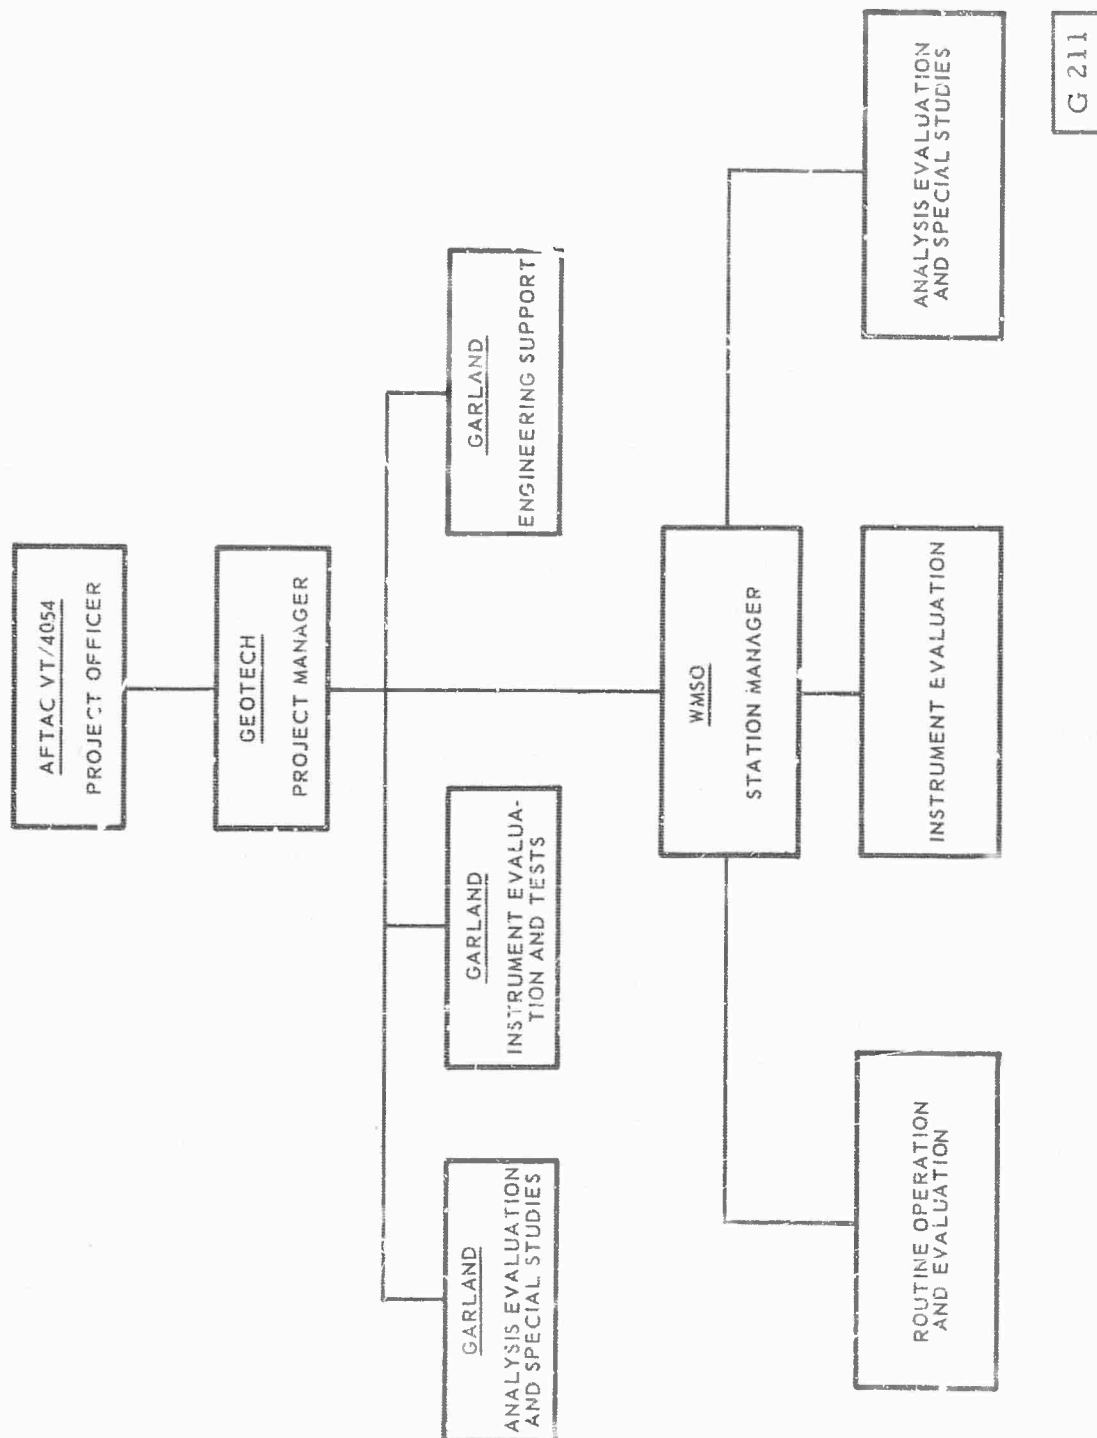 AFTAC VT/4054
PROJECT OFFICER
GEOTECH
PROJECT MANAGER
GARLAND
ANALYSIS EVALUATION
AND SPECIAL STUDIES
GARLAND
INSTRUMENT EVALUA-
TION AND TESTS
GARLAND
ENGINEERING SUPPORT
WMSO
STATION MANAGER
ROUTINE OPERATION
AND EVALUATION
INSTRUMENT EVALUATION
ANALYSIS EVALUATION
AND SPECIAL STUDIES
G 211